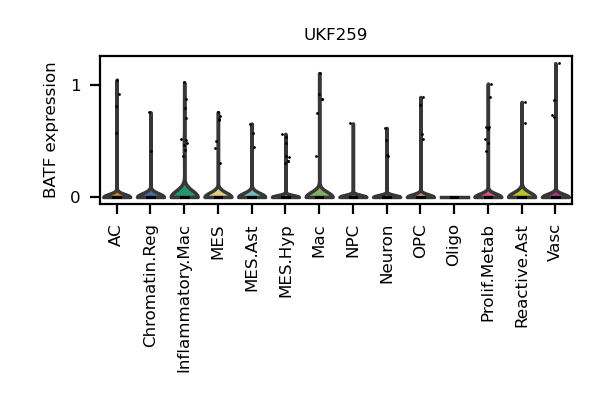 UKF259
BATF expression
1
0
AC
Chromatin.Reg
Inflammatory.Mac
MES
MES.Ast
MES.Hyp
Mac
NPC
Neuron
OPC
Oligo
Prolif.Metab
Reactive.Ast
Vasc